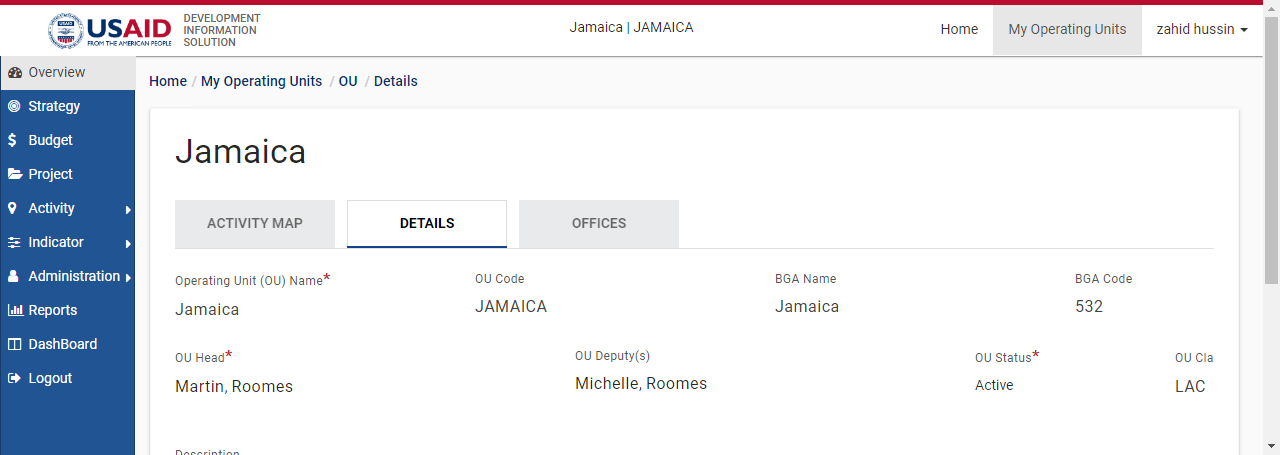 USAID
FROM THE AMERICAN PEOPLE
DEVELOPMENT
INFORMATION
SOLUTION
Jamaica | JAMAICA
Home
My Operating Units
zahid hussin
Overview
Strategy
Budget
Project
Activity
Indicator
Administration
Reports
DashBoard
Logout
Home / My Operating Units / OU / Details
Jamaica
ACTIVITY MAP
DETAILS
OFFICES
Operating Unit (OU) Name*
Jamaica
OU Code
JAMAICA
BGA Name
Jamaica
BGA Code
532
OU Head*
Martin, Roomes
OU Deputy(s)
Michelle, Roomes
OU Status*
Active
OU Cla
LAC
Description